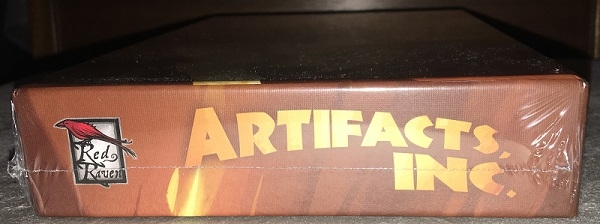 Red
Raven
ARTIFACTS,
INC.